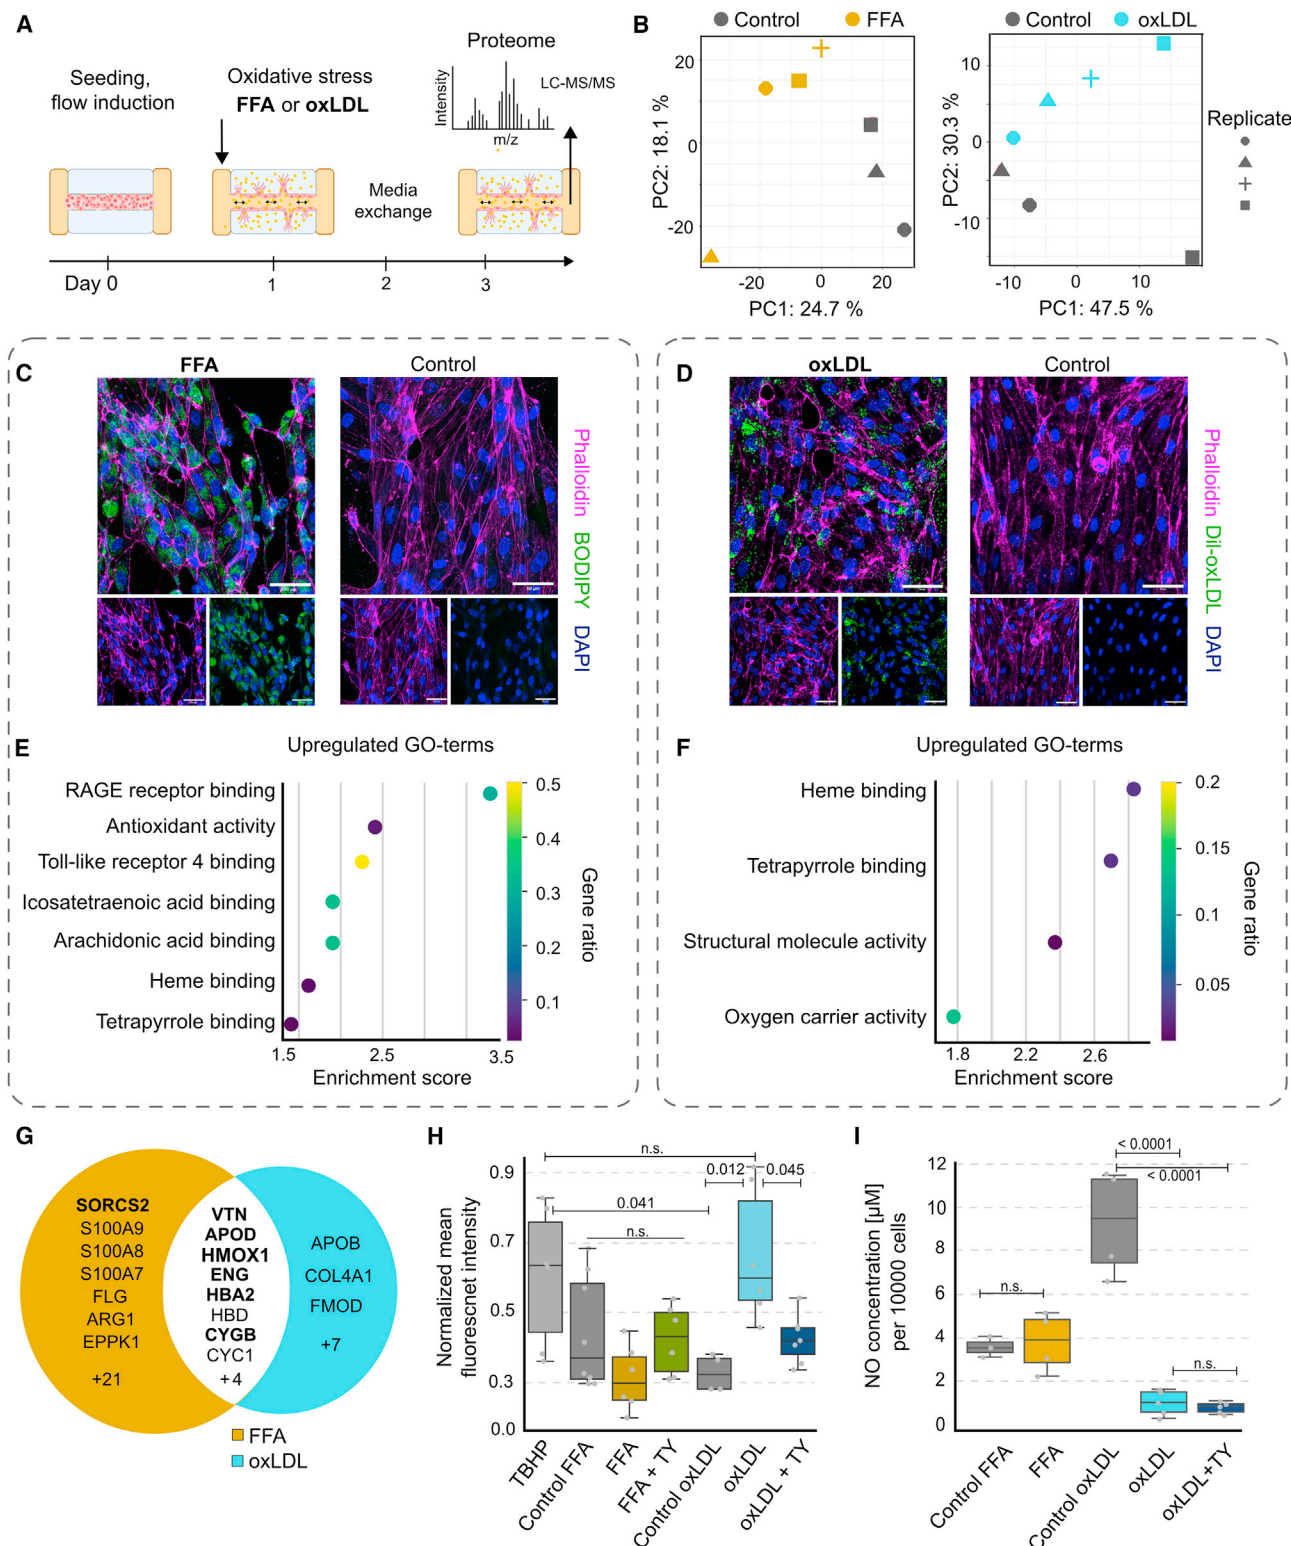 A
Seeding,
flow induction
Oxidative stress
FFA or oxLDL
Proteome
LC-MS/MS
Intensity
m/z
Media
exchange
Day 0
1
2
3
B
Control
FFA
20
0
-20
PC2: 18.1 %
-20
0
20
PC1: 24.7 %
Control
oxLDL
10
0
-10
PC2: 30.3 %
-10
0
10
PC1: 47.5 %
Replicate
C
FFA
Control
Phalloidin BODIPY DAPI
D
oxLDL
Control
Phalloidin Dil-oxLDL DAPI
E
Upregulated GO-terms
RAGE receptor binding
Antioxidant activity
Toll-like receptor 4 binding
Icosatetraenoic acid binding
Arachidonic acid binding
Heme binding
Tetrapyrrole binding
1.5
2.5
3.5
Enrichment score
0.5
0.4
0.3
0.2
0.1
Gene ratio
F
Upregulated GO-terms
Heme binding
Tetrapyrrole binding
Structural molecule activity
Oxygen carrier activity
1.8
2.2
2.6
Enrichment score
0.2
0.15
0.1
0.05
Gene ratio
G
SORCS2
S100A9
S100A8
S100A7
FLG
ARG1
EPPK1
+21
VTN
APOD
HMOX1
ENG
HBA2
HBD
CYGB
CYC1
+4
APOB
COL4A1
FMOD
+7
FFA
oxLDL
H
Normalized mean
fluorescnet intensity
0.9
0.7
0.5
0.3
0.0
n.s.
0.012
0.045
0.041
n.s.
TBHP
Control FFA
FFA
FFA + TY
Control oxLDL
oxLDL
oxLDL + TY
I
NO concentration [µM]
per 10000 cells
12
10
8
6
4
2
0
< 0.0001
<0.0001
n.s.
n.s.
Control FFA
FFA
Control oxLDL
oxLDL
oxLDL+TY